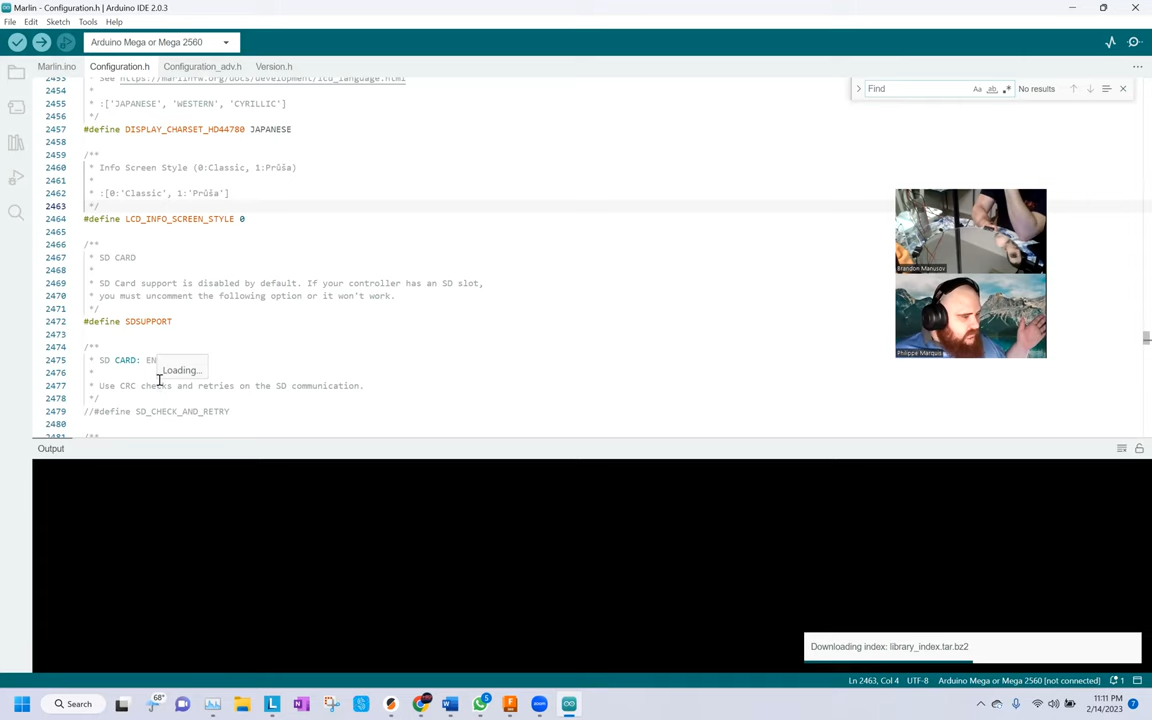 Marlin - Configuration.h | Arduino IDE 2.0.3
File Edit Sketch Tools Help
Arduino Mega or Mega 2560
Marlin.ino Configuration.h Configuration_adv.h Version.h
Find Aa ab No results
2453 * See https://marlinfw.org/docs/development/lcd_language.html
2454 *
2455 * :['JAPANESE', 'WESTERN', 'CYRILLIC']
2456 */
2457 #define DISPLAY_CHARSET_HD44780 JAPANESE
2458
2459 /**
2460 * Info Screen Style (0:Classic, 1:Průša)
2461 *
2462 * :[0:'Classic', 1:'Průša']
2463 */
2464 #define LCD_INFO_SCREEN_STYLE 0
2465
2466 /**
2467 * SD CARD
2468 *
2469 * SD Card support is disabled by default. If your controller has an SD slot,
2470 * you must uncomment the following option or it won't work.
2471 */
2472 #define SDSUPPORT
2473
2474 /**
2475 * SD CARD: EN
Loading...
2476 *
2477 * Use CRC checks and retries on the SD communication.
2478 */
2479 //#define SD_CHECK_AND_RETRY
2480
2481 /**
Brandon Manusov
Philippe Marquis
Output
Downloading index: library_index.tar.bz2
Ln 2463, Col 4 UTF-8 Arduino Mega or Mega 2560 [not connected] 1
Search
68°
5
11:11 PM
2/14/2023
7